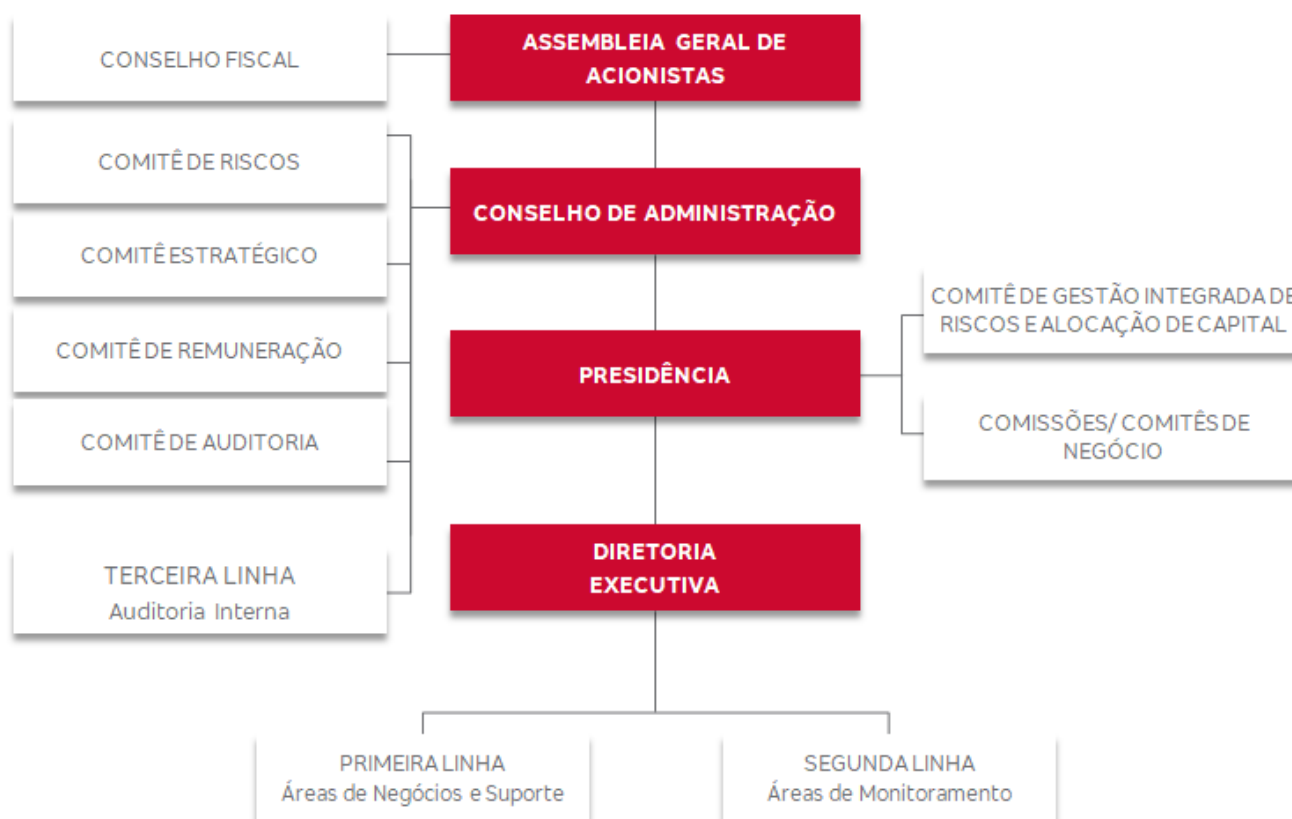 CONSELHO FISCAL
ASSEMBLEIA GERAL DE
ACIONISTAS
COMITÊ DE RISCOS
CONSELHO DE ADMINISTRAÇÃO
COMITÊ ESTRATÉGICO
COMITÊ DE GESTÃO INTEGRADA DE
RISCOS E ALOCAÇÃO DE CAPITAL
COMITÊ DE REMUNERAÇÃO
PRESIDÊNCIA
COMITÊ DE AUDITORIA
COMISSÕES/ COMITÊS DE
NEGÓCIO
TERCEIRA LINHA
Auditoria Interna
DIRETORIA
EXECUTIVA
PRIMEIRA LINHA
Áreas de Negócios e Suporte
SEGUNDA LINHA
Áreas de Monitoramento